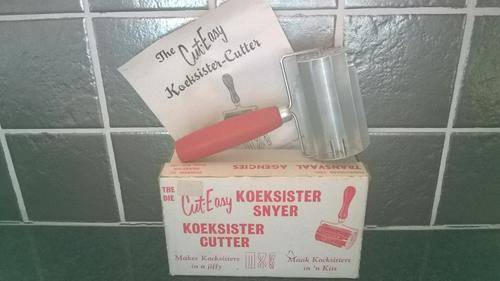 The Cut-Easy
Koeksister-Cutter
TRANSVAAL AGENCIES
THE
DIE
Cut-Easy KOEKSISTER
SNYER
KOEKSISTER
CUTTER
Makes Koeksisters
in a jiffy
Maak Koeksisters
in 'n Kits